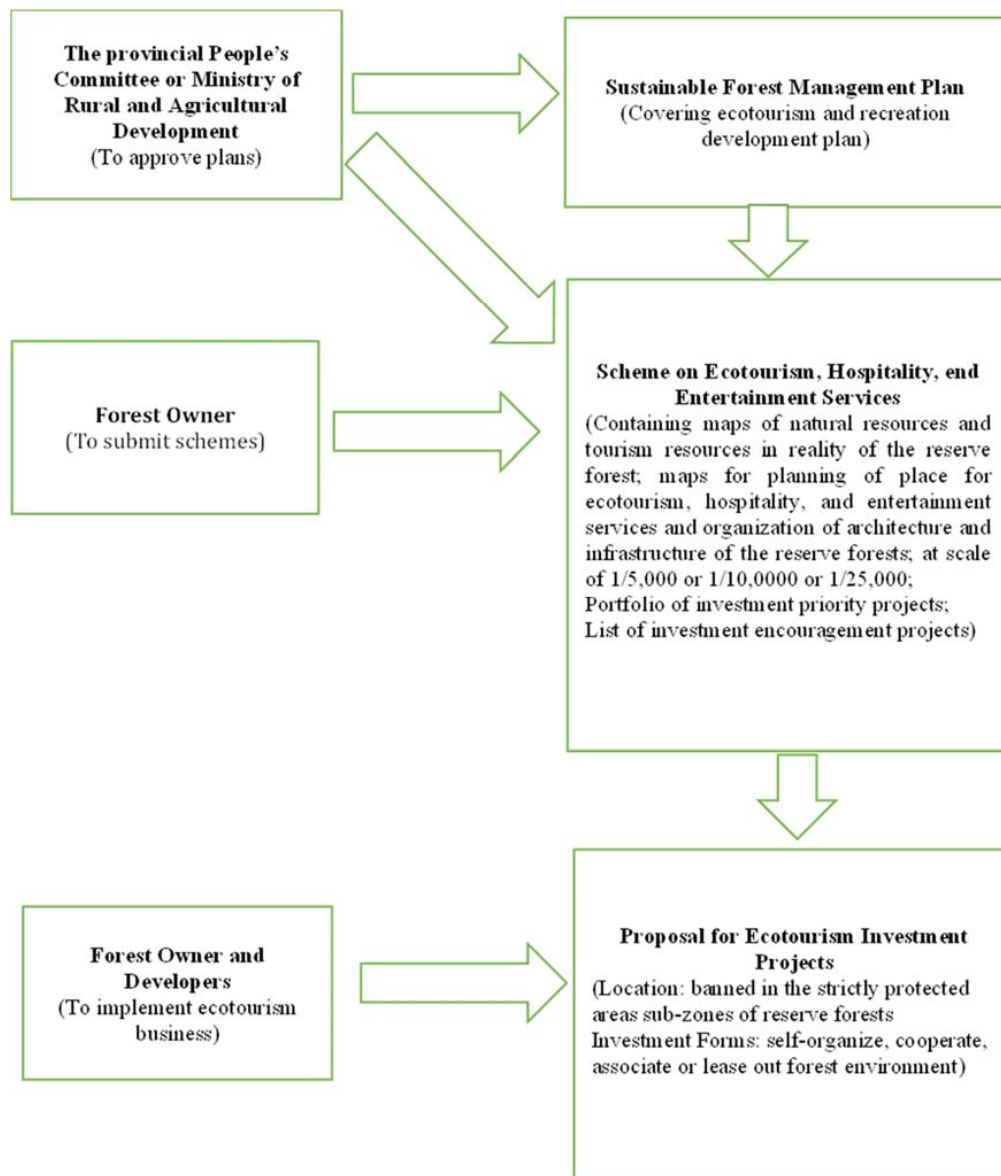 The provincial People's
Committee or Ministry of
Rural and Agricultural
Development
(To approve plans)
Sustainable Forest Management Plan
(Covering ecotourism and recreation
development plan)
Forest Owner
(To submit schemes)
Scheme on Ecotourism, Hospitality, end
Entertainment Services
(Containing maps of natural resources and
tourism resources in reality of the reserve
forest; maps for planning of place for
ecotourism, hospitality, and entertainment
services and organization of architecture and
infrastructure of the reserve forests; at scale
of 1/5,000 or 1/10,0000 or 1/25,000;
Portfolio of investment priority projects;
List of investment encouragement projects)
Forest Owner and
Developers
(To implement ecotourism
business)
Proposal for Ecotourism Investment
Projects
(Location: banned in the strictly protected
areas sub-zones of reserve forests
Investment Forms: self-organize, cooperate,
associate or lease out forest environment)